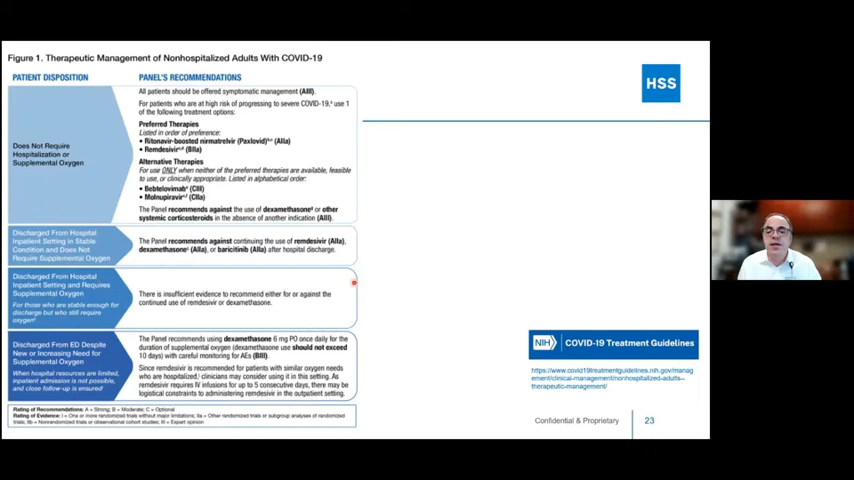 Figure 1. Therapeutic Management of Nonhospitalized Adults With COVID-19
PATIENT DISPOSITION
PANEL'S RECOMMENDATIONS
Does Not Require
Hospitalization or
Supplemental Oxygen
All patients should be offered symptomatic management (AIII).
For patients who are at high risk of progressing to severe COVID-19,a use 1
of the following treatment options:
Preferred Therapies
Listed in order of preference:
• Ritonavir-boosted nirmatrelvir (Paxlovid)b,c (AIIa)
• Remdesivirc,d (BIIa)
Alternative Therapies
For use ONLY when neither of the preferred therapies are available, feasible
to use, or clinically appropriate. Listed in alphabetical order:
• Bebtelovimab (CIII)
• Molnupiravir (CIIa)
The Panel recommends against the use of dexamethasone or other
systemic corticosteroids in the absence of another indication (AIII).
Discharged From Hospital
Inpatient Setting in Stable
Condition and Does Not
Require Supplemental Oxygen
The Panel recommends against continuing the use of remdesivir (AIIa),
dexamethasone (AIIa), or baricitinib (AIIa) after hospital discharge.
Discharged From Hospital
Inpatient Setting and Requires
Supplemental Oxygen
For those who are stable enough for
discharge but who still require
oxygen
There is insufficient evidence to recommend either for or against the
continued use of remdesivir or dexamethasone.
Discharged From ED Despite
New or Increasing Need for
Supplemental Oxygen
When hospital resources are limited,
inpatient admission is not possible,
and close follow-up is ensured
The Panel recommends using dexamethasone 6 mg PO once daily for the
duration of supplemental oxygen (dexamethasone use should not exceed
10 days) with careful monitoring for AEs (BIII).
Since remdesivir is recommended for patients with similar oxygen needs
who are hospitalized, clinicians may consider using it in this setting. As
remdesivir requires IV infusions for up to 5 consecutive days, there may be
logistical constraints to administering remdesivir in the outpatient setting.
Rating of Recommendations: A = Strong; B = Moderate; C = Optional
Rating of Evidence: I = One or more randomized trials without major limitations; IIa = Other randomized trials or subgroup analyses of randomized
trials; IIb = Nonrandomized trials or observational cohort studies; III = Expert opinion
HSS
NIH COVID-19 Treatment Guidelines
https://www.covid19treatmentguidelines.nih.gov/manag
ement/clinical-management/nonhospitalized-adults--
therapeutic-management/
Confidential & Proprietary
23